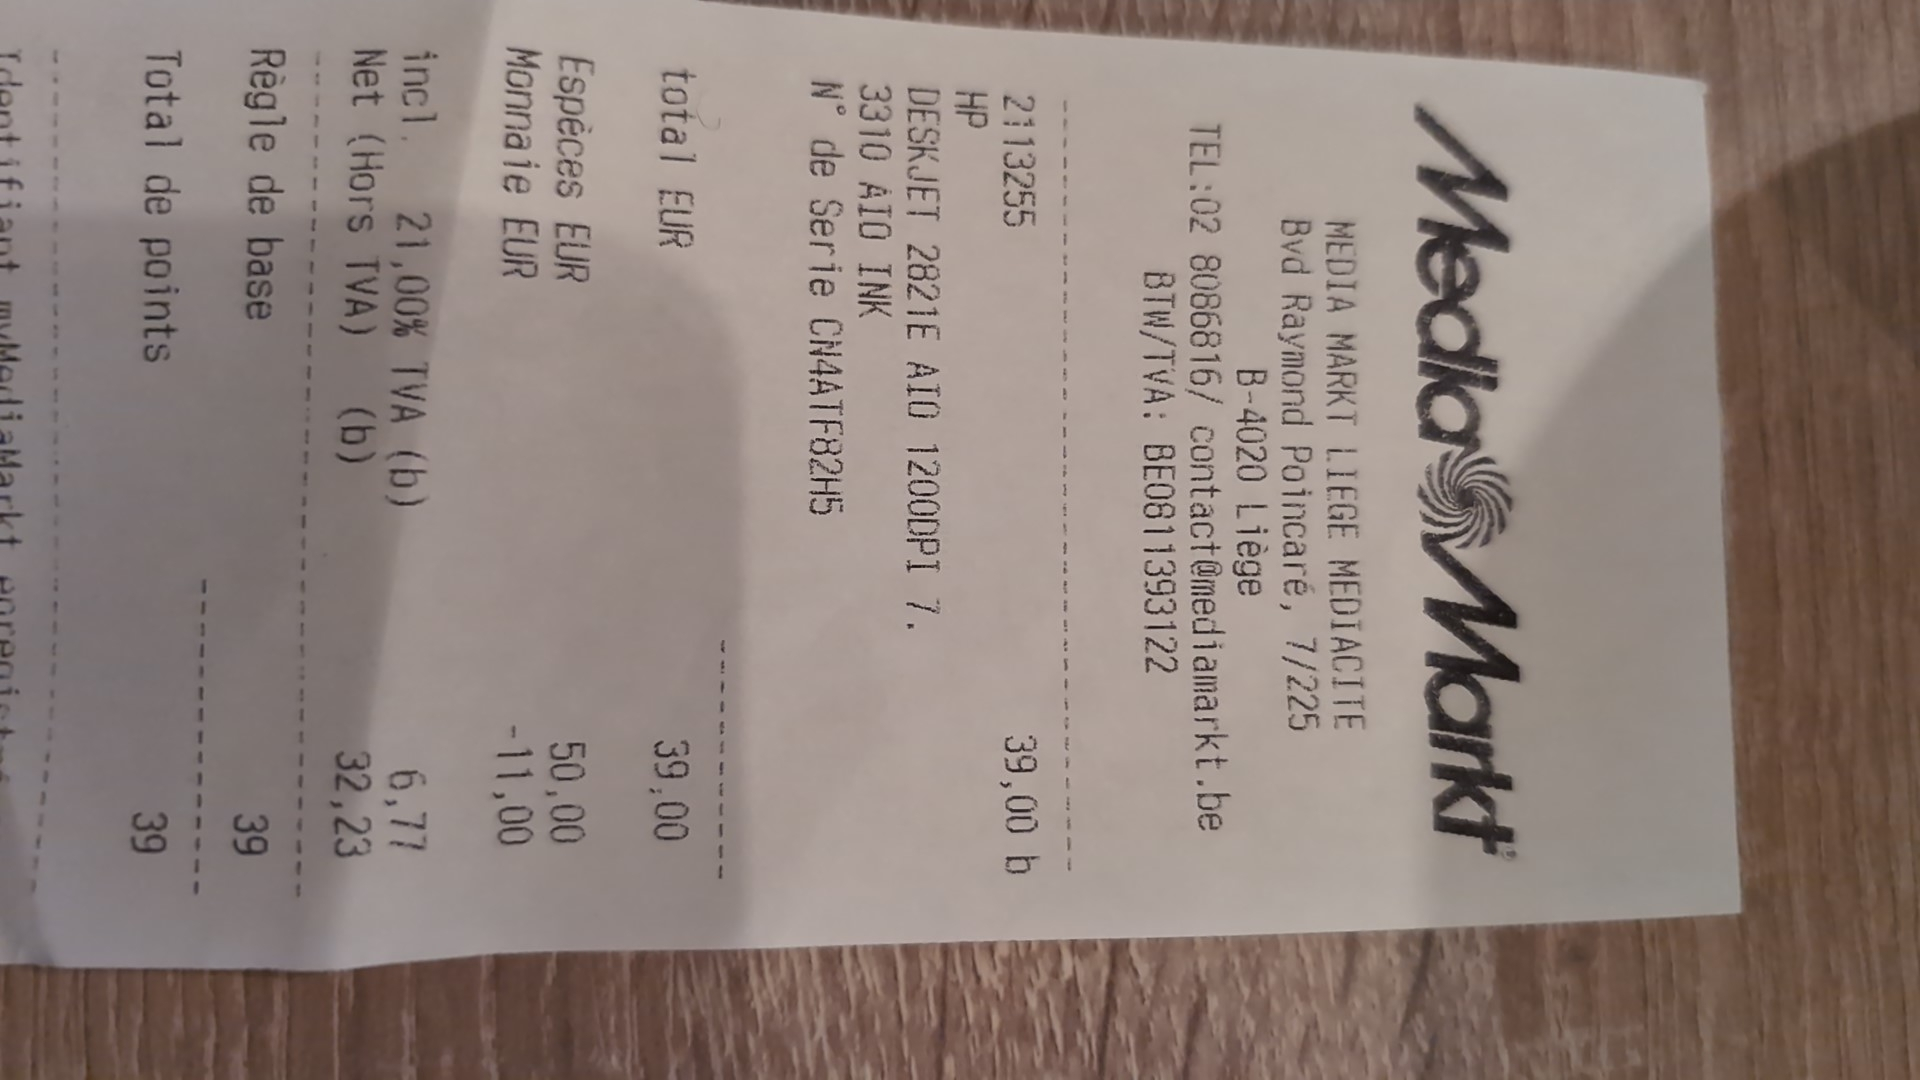 MediaMarkt®
MEDIA MARKT LIEGE MEDIACITE
Bvd Raymond Poincaré, 7/225
B-4020 Liège
TEL:02 8086816/ contact@mediamarkt.be
BTW/TVA: BE0811393122
2113255 39,00 b
HP
DESKJET 2821E AIO 1200DPI 7.
3310 AIO INK
N° de Serie CN4ATF82H5
total EUR 39,00
Espèces EUR 50,00
Monnaie EUR -11,00
incl. 21,00% TVA (b) 6,77
Net (Hors TVA) (b) 32,23
Règle de base 39
Total de points 39
Identifiant myMediaMarkt